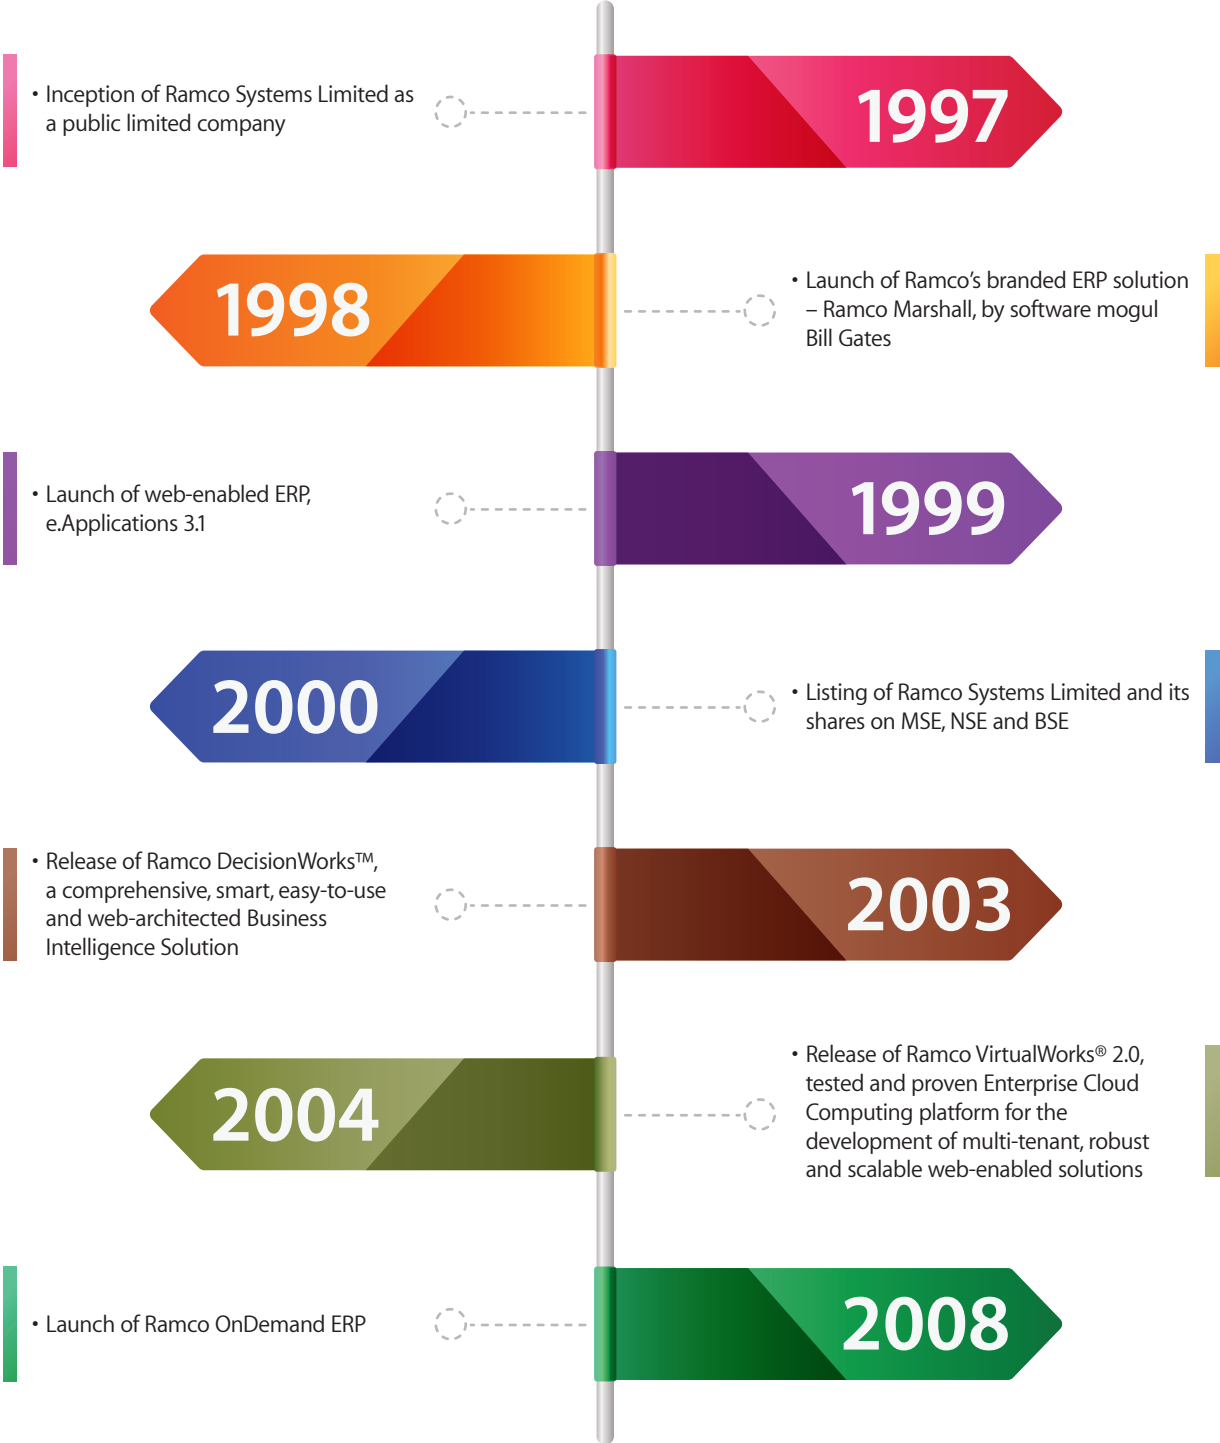 • Inception of Ramco Systems Limited as
a public limited company
1997
1998
• Launch of Ramco’s branded ERP solution
– Ramco Marshall, by software mogul
Bill Gates
• Launch of web-enabled ERP,
e.Applications 3.1
1999
2000
• Listing of Ramco Systems Limited and its
shares on MSE, NSE and BSE
• Release of Ramco DecisionWorks™,
a comprehensive, smart, easy-to-use
and web-architected Business
Intelligence Solution
2003
2004
• Release of Ramco VirtualWorks® 2.0,
tested and proven Enterprise Cloud
Computing platform for the
development of multi-tenant, robust
and scalable web-enabled solutions
• Launch of Ramco OnDemand ERP
2008